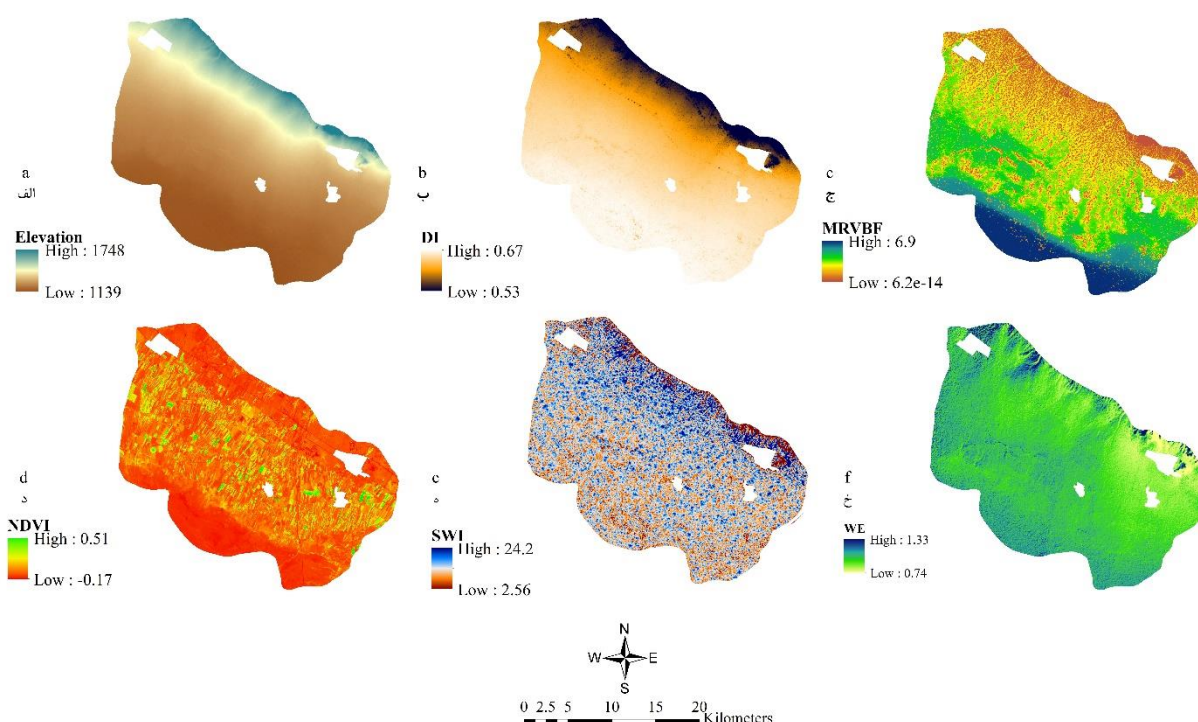 a
الف
Elevation
High : 1748
Low : 1139
b
ب
DI
High : 0.67
Low : 0.53
c
ج
MRVBF
High : 6.9
Low : 6.2e-14
d
د
NDVI
High : 0.51
Low : -0.17
e
ه
SWI
High : 24.2
Low : 2.56
f
خ
WE
High : 1.33
Low : 0.74
N
W E
S
0 2.5 5 10 15 20
Kilometers